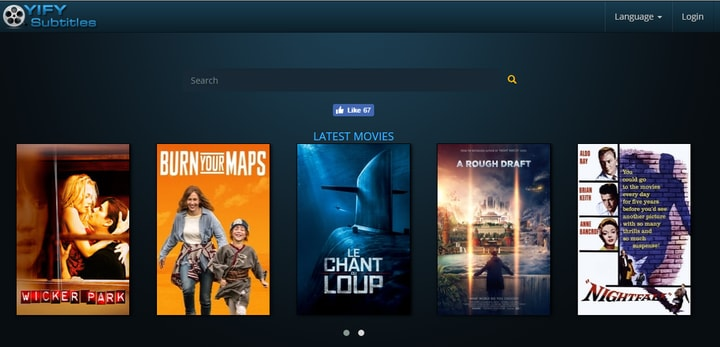 YIFY
Subtitles
Language
Login
Search
Like 67
LATEST MOVIES
WICKER PARK
BURN YOUR MAPS
LE
CHANT
DU
LOUP
A ROUGH DRAFT
ALDO
RAY
BRIAN
KEITH
ANNE
BANCROFT
You
could go
to the movies
every day
for five years
before you'd see
another picture
with so many
thrills and
so much
suspense!
NIGHTFALL